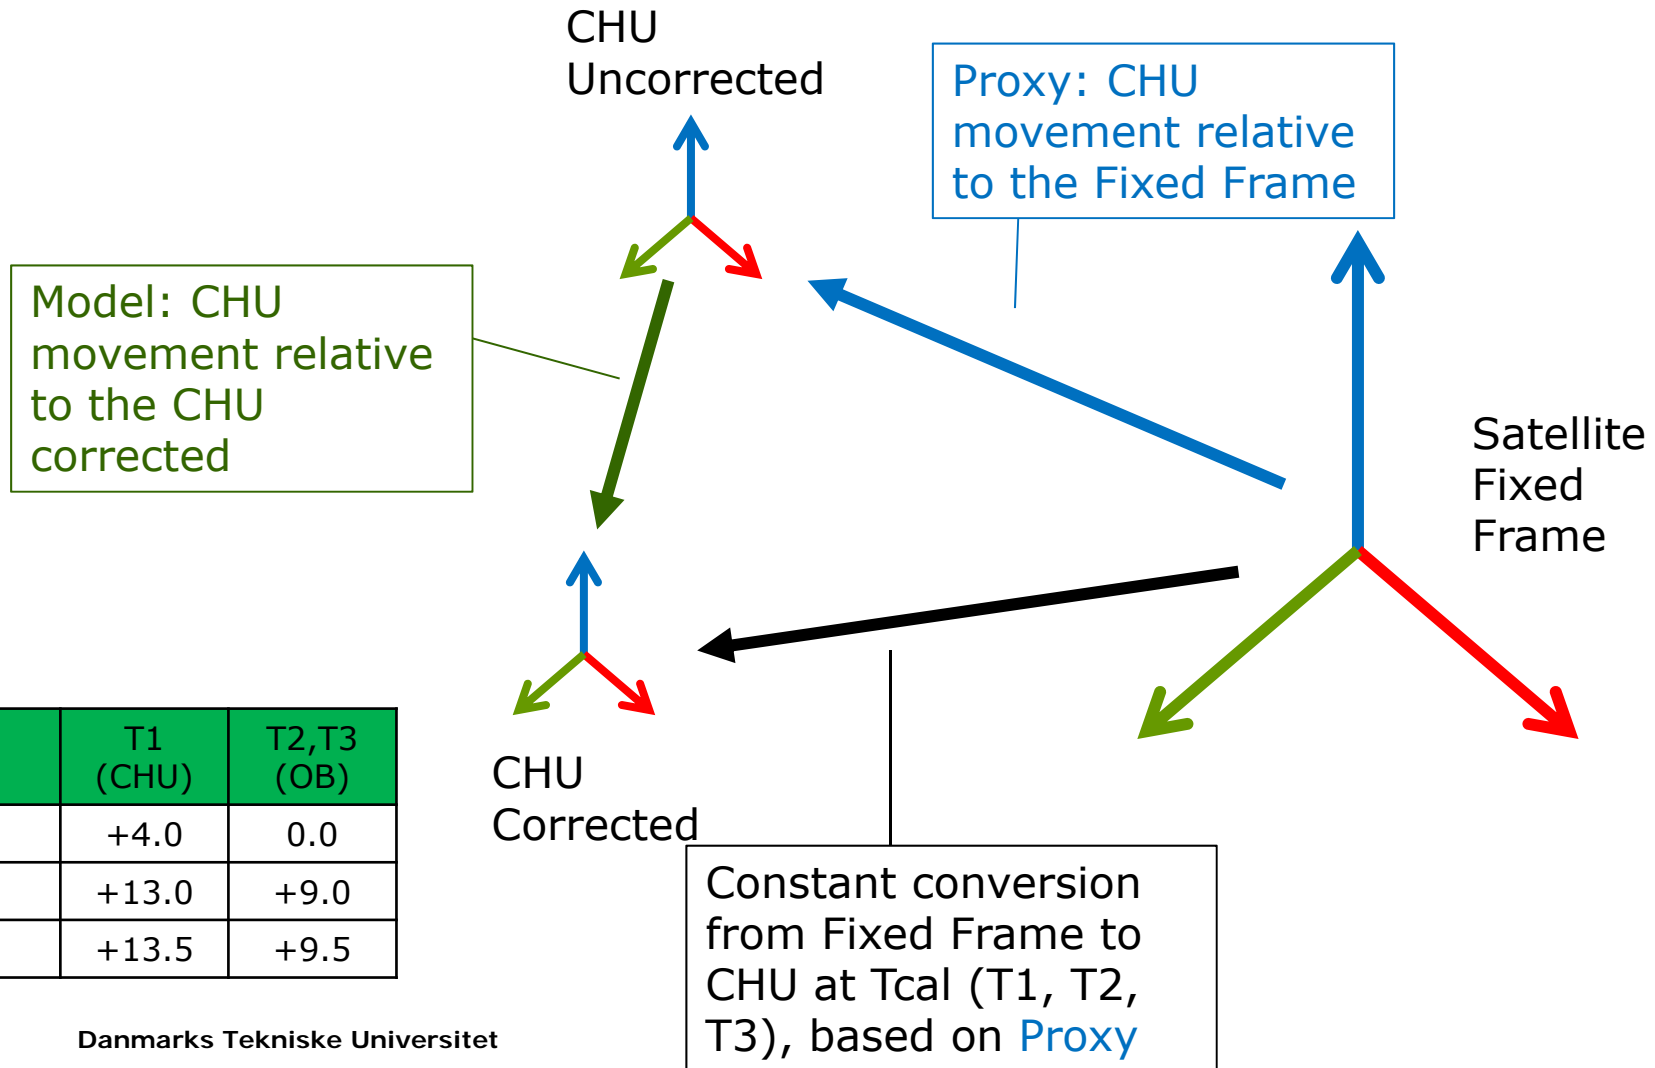 CHU
Uncorrected
Proxy: CHU
movement relative
to the Fixed Frame
Model: CHU
movement relative
to the CHU
corrected
Satellite
Fixed
Frame
CHU
Corrected
T1
(CHU)
T2,T3
(OB)
+4.0
0.0
+13.0
+9.0
+13.5
+9.5
Constant conversion
from Fixed Frame to
CHU at Tcal (T1, T2,
T3), based on Proxy
Danmarks Tekniske Universitet